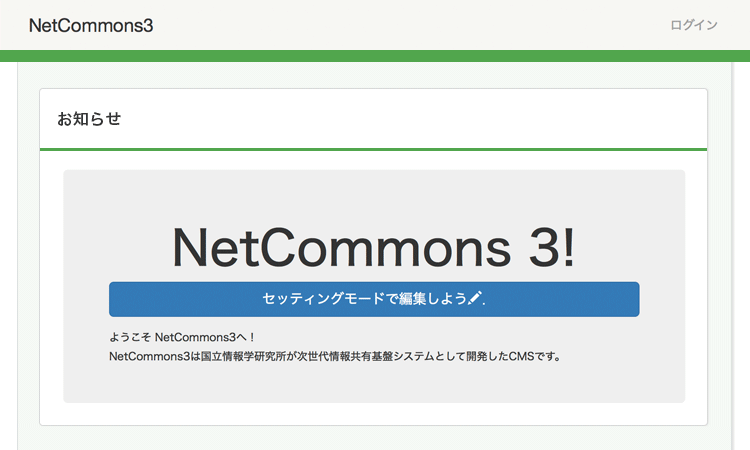 NetCommons3
ログイン
お知らせ
NetCommons 3!
セッティングモードで編集しよう.
ようこそ NetCommons3へ！
NetCommons3は国立情報学研究所が次世代情報共有基盤システムとして開発したCMSです。